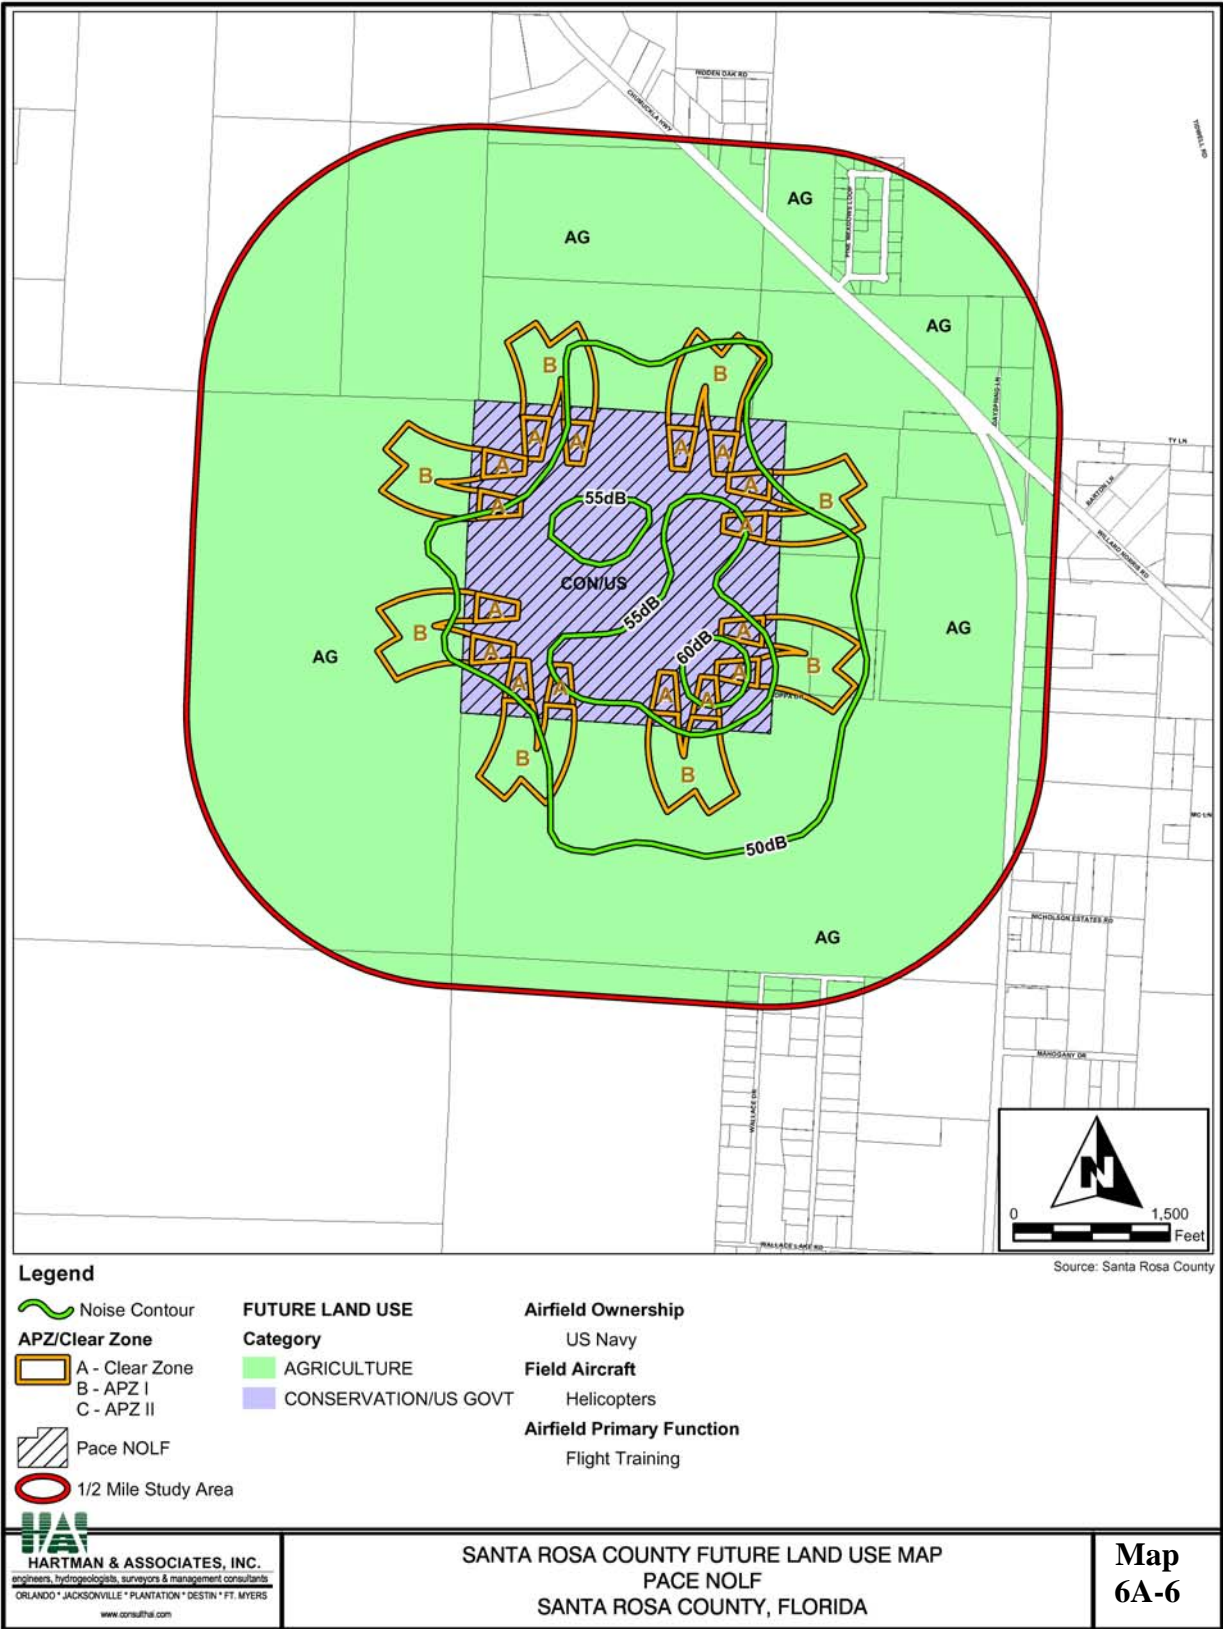 HIDDEN OAK RD
CHUMUCKLA HWY
TIDWELL RD
AG
PINE MEADOWS LOOP
AG
AG
B
B
DAYSPRING LN
TY LN
A
A
A
A
B
A
A
A
A
B
BARTON LN
WILLARD NORRIS RD
55dB
CON/US
55dB
60dB
AG
AG
B
A
A
A
A
A
A
A
A
B
B
B
50dB
MC LN
NICHOLSON ESTATES RD
AG
MAHOGANY DR
WALLACE DR
WALLACE LAKE RD
N
0 1,500
Feet
Source: Santa Rosa County
Legend
Noise Contour
APZ/Clear Zone
A - Clear Zone
B - APZ I
C - APZ II
Pace NOLF
1/2 Mile Study Area
FUTURE LAND USE
Category
AGRICULTURE
CONSERVATION/US GOVT
Airfield Ownership
US Navy
Field Aircraft
Helicopters
Airfield Primary Function
Flight Training
HAI
HARTMAN & ASSOCIATES, INC.
engineers, hydrogeologists, surveyors & management consultants
ORLANDO * JACKSONVILLE * PLANTATION * DESTIN * FT. MYERS
www.consulthai.com
SANTA ROSA COUNTY FUTURE LAND USE MAP
PACE NOLF
SANTA ROSA COUNTY, FLORIDA
Map
6A-6